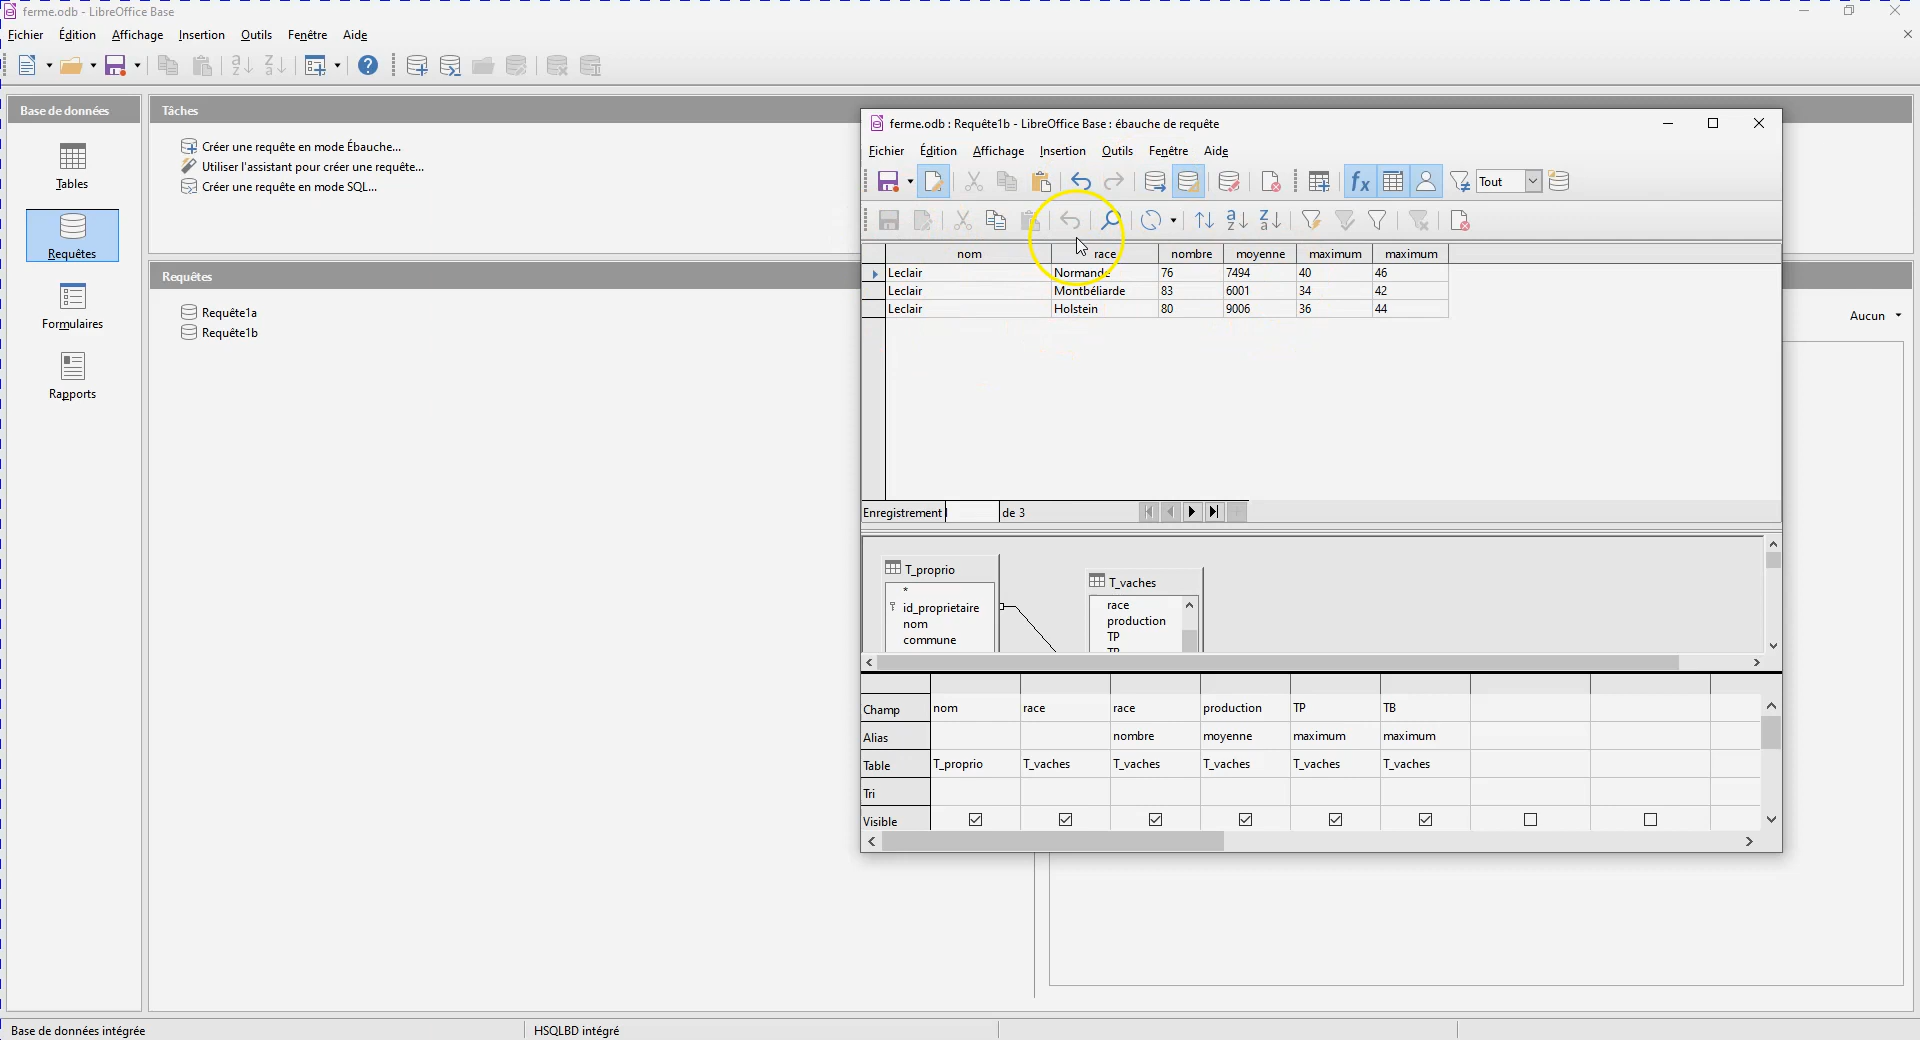 ferme.odb - LibreOffice Base
Fichier Édition Affichage Insertion Outils Fenêtre Aide
Base de données
Tables
Requêtes
Formulaires
Rapports
Tâches
Créer une requête en mode Ébauche...
Utiliser l'assistant pour créer une requête...
Créer une requête en mode SQL...
Requêtes
Requête1a
Requête1b
Aucun
ferme.odb : Requête1b - LibreOffice Base : ébauche de requête
Fichier Édition Affichage Insertion Outils Fenêtre Aide
Tout
nom race nombre moyenne maximum maximum
Leclair Normande 76 7494 40 46
Leclair Montbéliarde 83 6001 34 42
Leclair Holstein 80 9006 36 44
Enregistrement de 3
T_proprio
*
id_proprietaire
nom
commune
T_vaches
race
production
TP
Champ nom race race production TP TB
Alias nombre moyenne maximum maximum
Table T_proprio T_vaches T_vaches T_vaches T_vaches T_vaches
Tri
Visible
Base de données intégrée HSQLBD intégré